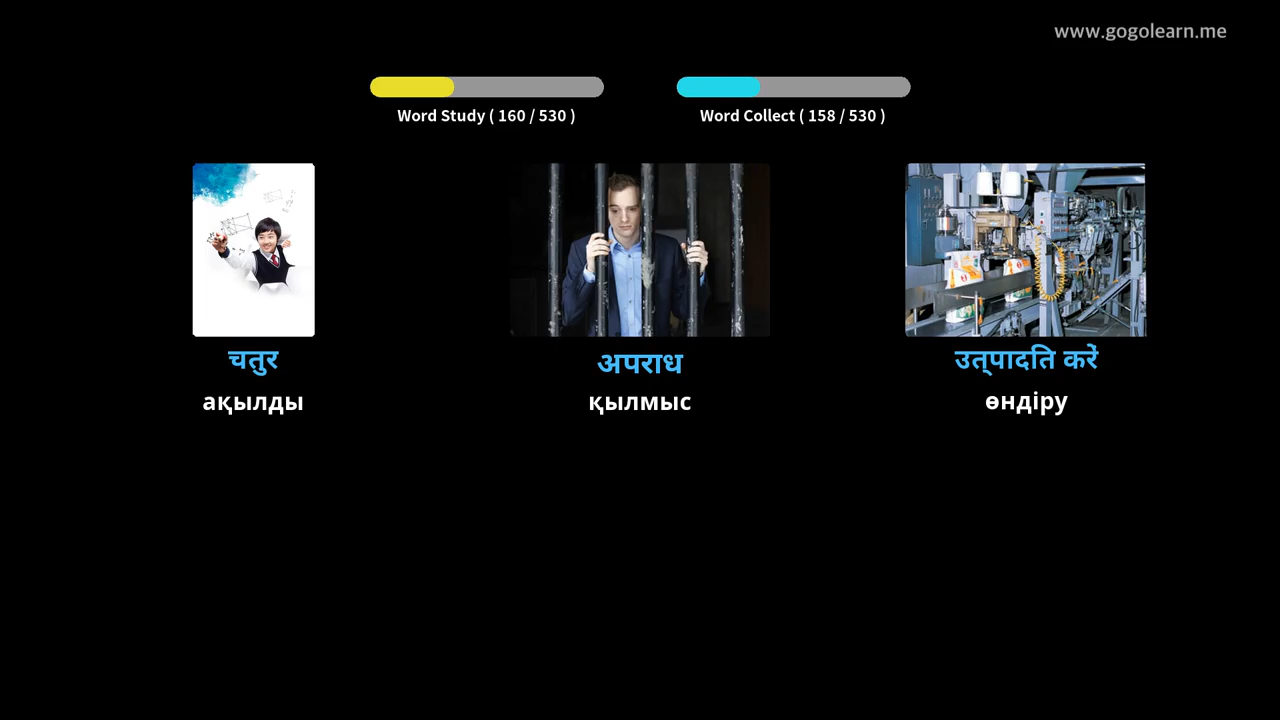 www.gogolearn.me
Word Study ( 160 / 530 )
Word Collect ( 158 / 530 )
चतुर
अपराध
उत्पादति करें
ақылды
қылмыс
өндіру